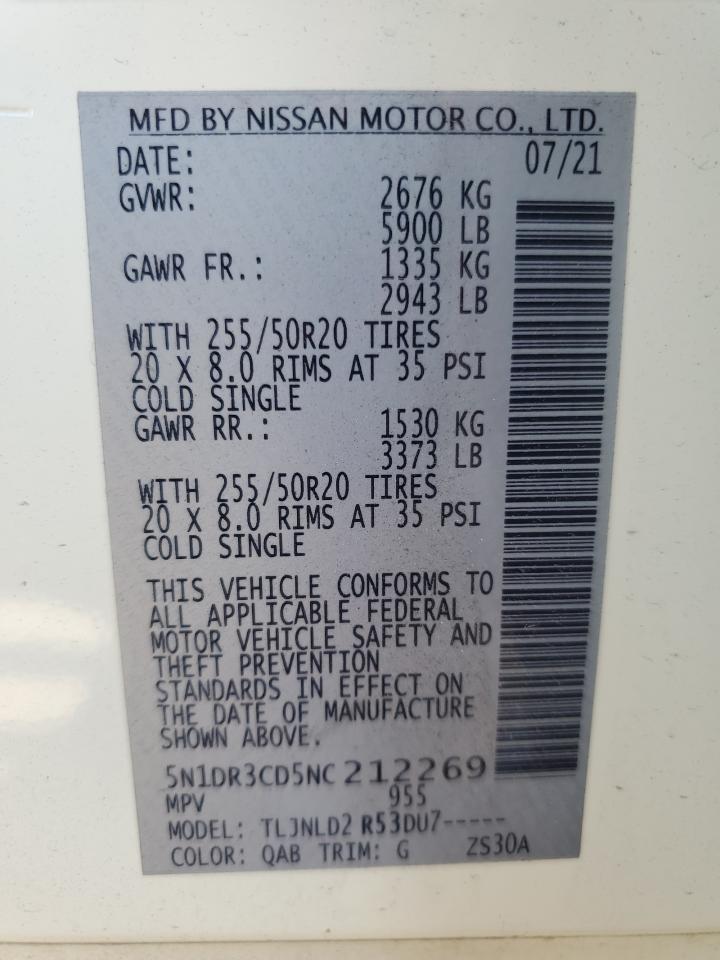 MFD BY NISSAN MOTOR CO., LTD.
DATE: 07/21
GVWR: 2676 KG
5900 LB
GAWR FR.: 1335 KG
2943 LB
WITH 255/50R20 TIRES
20 X 8.0 RIMS AT 35 PSI
COLD SINGLE
GAWR RR.: 1530 KG
3373 LB
WITH 255/50R20 TIRES
20 X 8.0 RIMS AT 35 PSI
COLD SINGLE
THIS VEHICLE CONFORMS TO
ALL APPLICABLE FEDERAL
MOTOR VEHICLE SAFETY AND
THEFT PREVENTION
STANDARDS IN EFFECT ON
THE DATE OF MANUFACTURE
SHOWN ABOVE.
5N1DR3CD5NC212269
MPV 955
MODEL: TLJNLD2 R53DU7-----
COLOR: QAB TRIM: G ZS30A